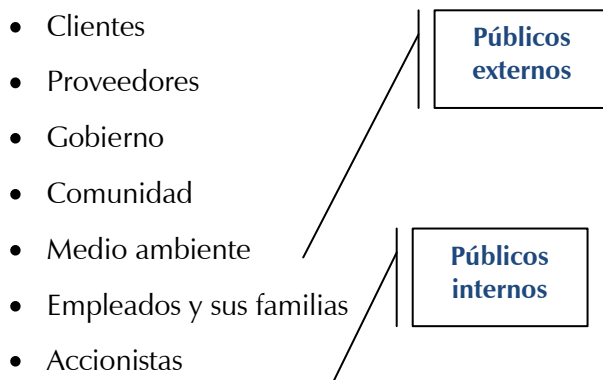 • Clientes
• Proveedores
• Gobierno
• Comunidad
• Medio ambiente
• Empleados y sus familias
• Accionistas
Públicos
externos
Públicos
internos